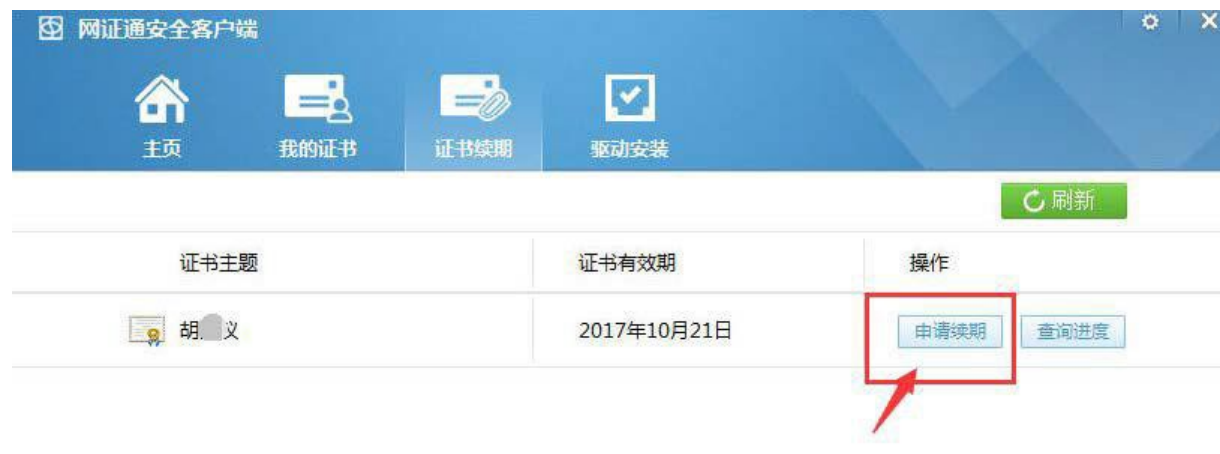 网证通安全客户端
主页 我的证书 证书续期 驱动安装
刷新
证书主题 证书有效期 操作
胡 义 2017年10月21日 申请续期 查询进度